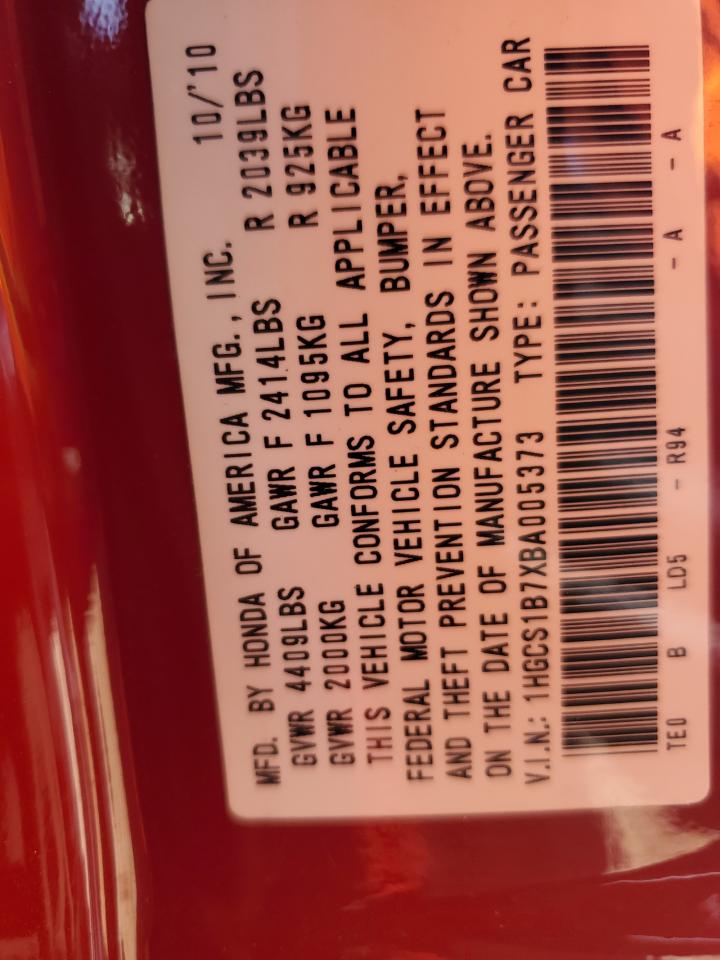 MFD. BY HONDA OF AMERICA MFG., INC. 10/'10
GVWR 4409LBS GAWR F 2414LBS R 2039LBS
GVWR 2000KG GAWR F 1095KG R 925KG
THIS VEHICLE CONFORMS TO ALL APPLICABLE
FEDERAL MOTOR VEHICLE SAFETY, BUMPER,
AND THEFT PREVENTION STANDARDS IN EFFECT
ON THE DATE OF MANUFACTURE SHOWN ABOVE.
V.I.N.: 1HGCS1B7XBA005373 TYPE: PASSENGER CAR
TE0 B LD5 - R94 - A - A